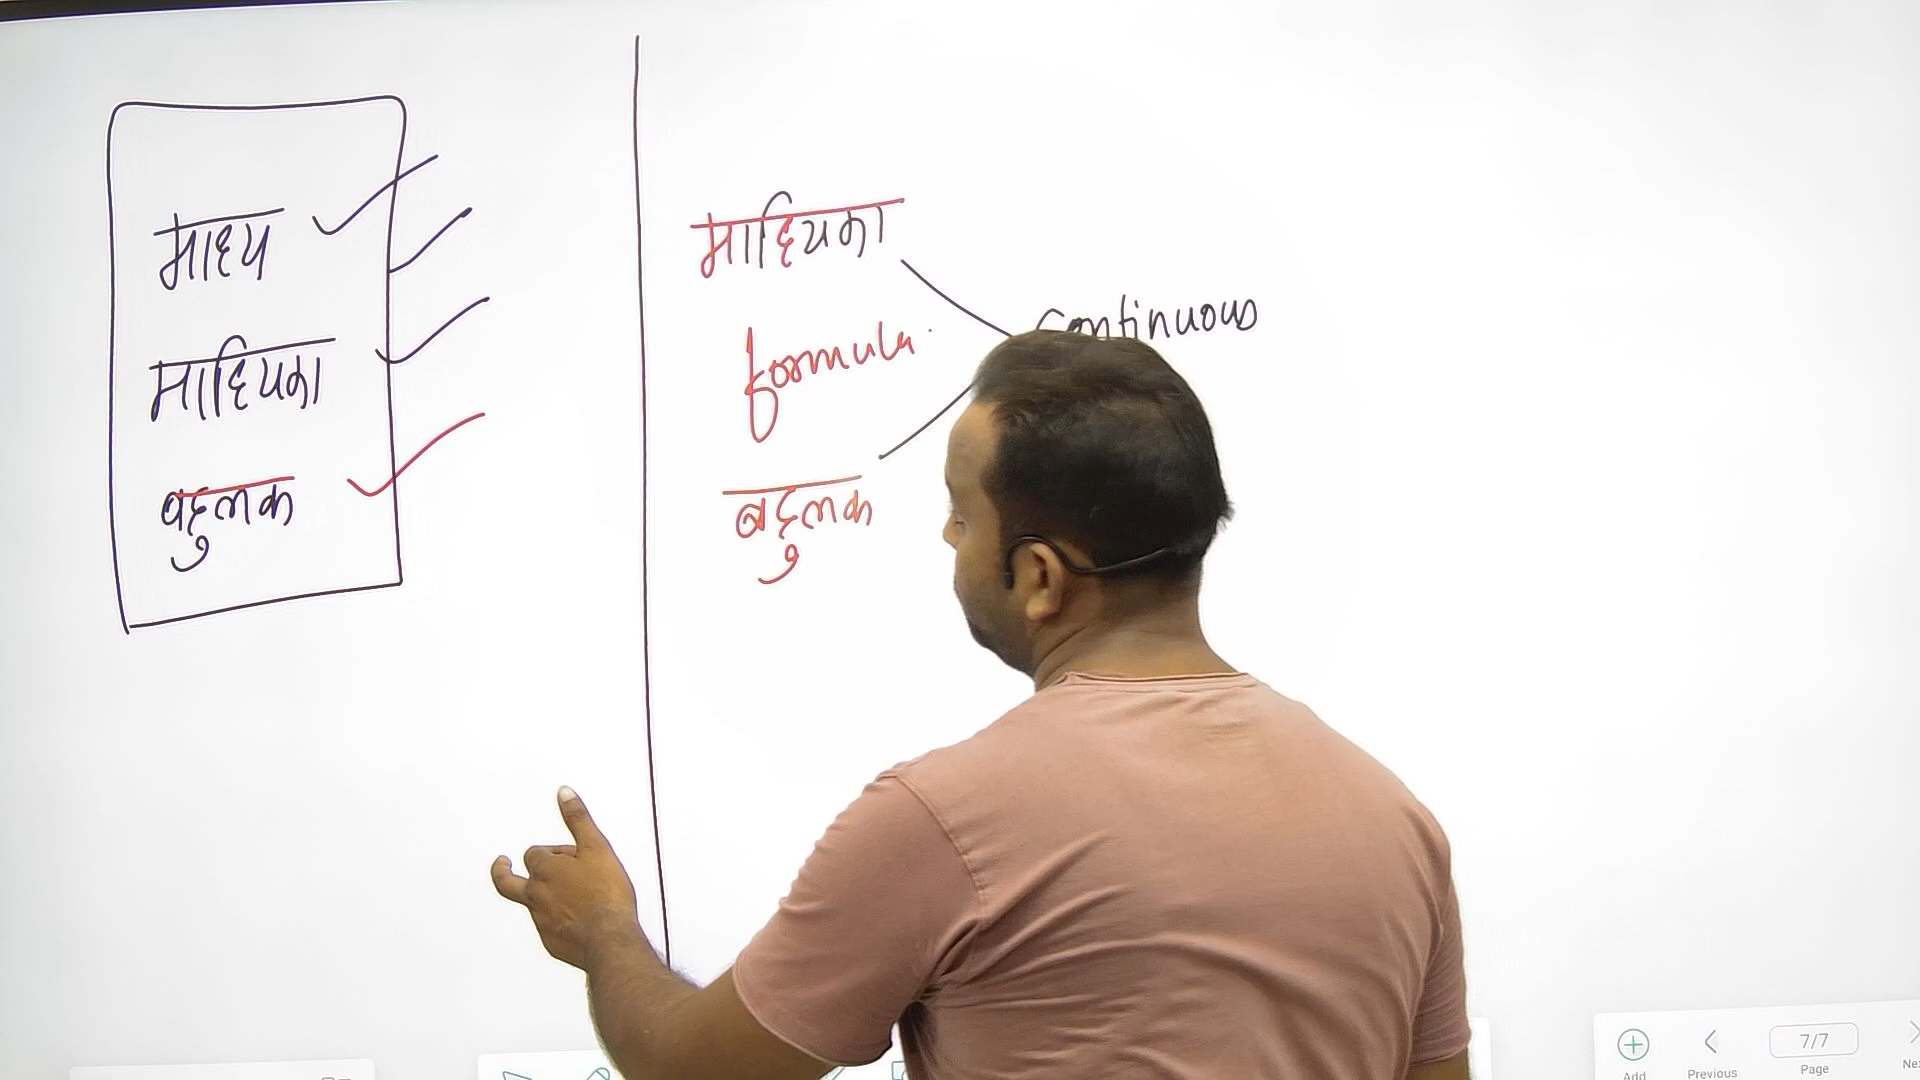 माध्य
माध्यिका
बहुलक
माध्यिका
formula
continuous
बहुलक
7/7
Add
Previous
Page